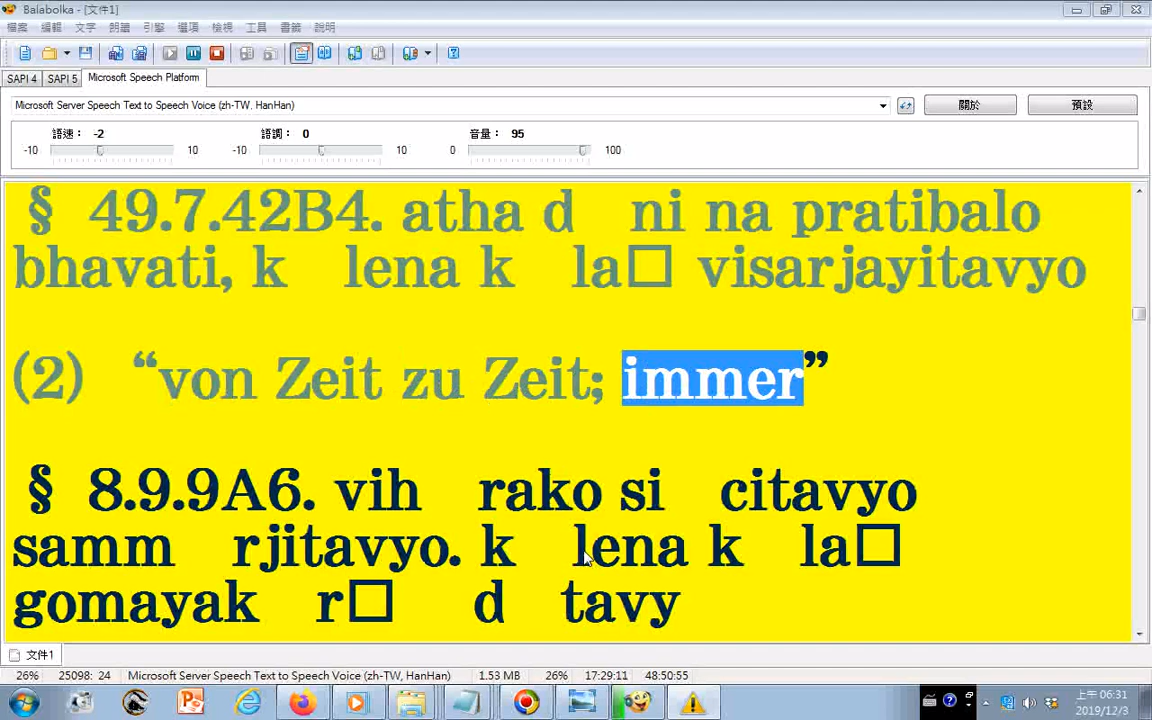 Balabolka - [文件1]
檔案 編輯 文字 朗讀 引擎 選項 檢視 工具 書籤 說明
SAPI 4 SAPI 5 Microsoft Speech Platform
Microsoft Server Speech Text to Speech Voice (zh-TW, HanHan)
關於 預設
語速： -2 語調： 0 音量： 95
-10 10 -10 10 0 100
§ 49.7.42B4. atha d ni na pratibalo
bhavati, k lena k la□ visarjayitavyo
(2) “von Zeit zu Zeit; immer”
§ 8.9.9A6. vih rako si citavyo
samm rjitavyo. k lena k la□
gomayak r□ d tavy
文件1
26% 25098: 24 Microsoft Server Speech Text to Speech Voice (zh-TW, HanHan) 1.53 MB 26% 17:29:11 48:50:55
上午 06:31
2019/12/3